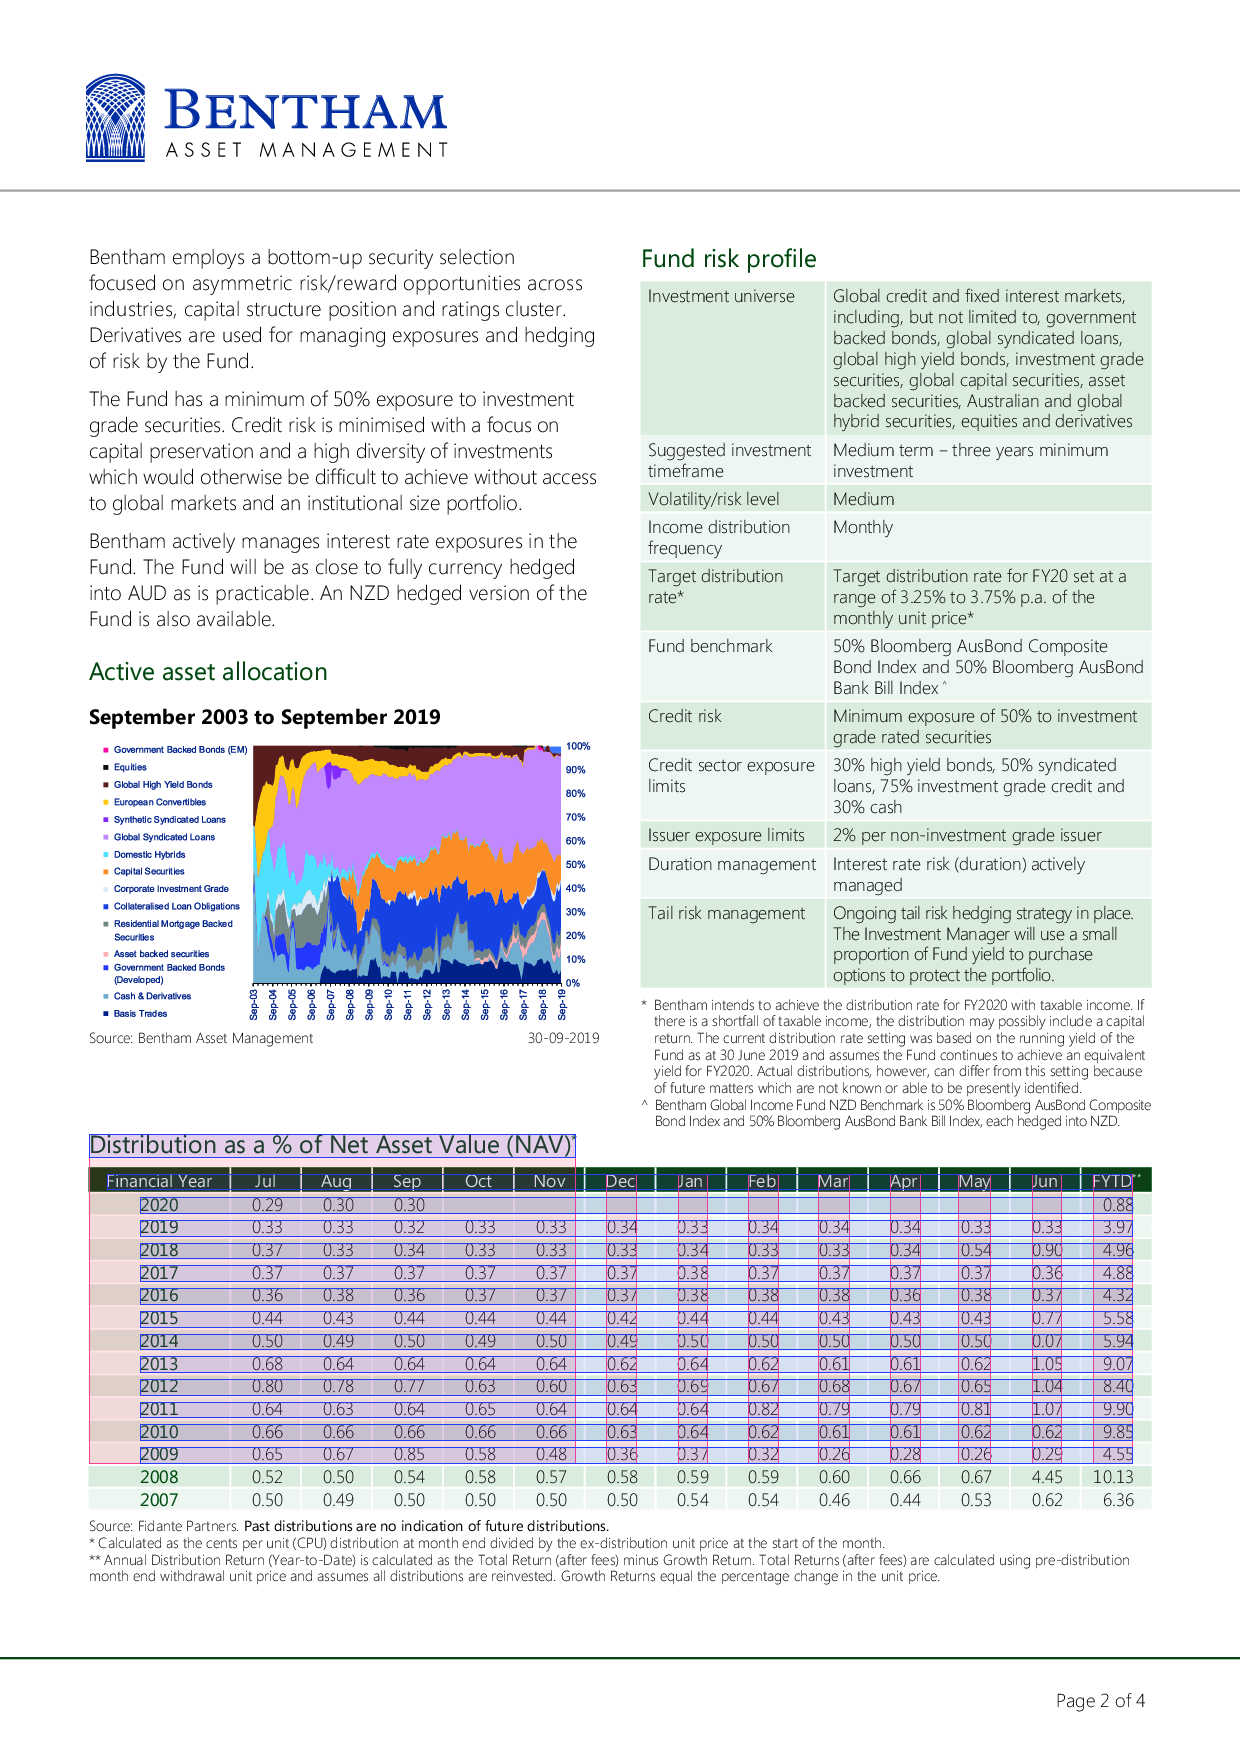 BENTHAM
ASSET MANAGEMENT
Bentham employs a bottom-up security selection
focused on asymmetric risk/reward opportunities across
industries, capital structure position and ratings cluster.
Derivatives are used for managing exposures and hedging
of risk by the Fund.
The Fund has a minimum of 50% exposure to investment
grade securities. Credit risk is minimised with a focus on
capital preservation and a high diversity of investments
which would otherwise be difficult to achieve without access
to global markets and an institutional size portfolio.
Bentham actively manages interest rate exposures in the
Fund. The Fund will be as close to fully currency hedged
into AUD as is practicable. An NZD hedged version of the
Fund is also available.
Active asset allocation
September 2003 to September 2019
Government Backed Bonds (EM)
Equities
Global High Yield Bonds
European Convertibles
Synthetic Syndicated Loans
Global Syndicated Loans
Domestic Hybrids
Capital Securities
Corporate Investment Grade
Collateralised Loan Obligations
Residential Mortgage Backed
Securities
Asset backed securities
Government Backed Bonds
(Developed)
Cash & Derivatives
Basis Trades
100%
90%
80%
70%
60%
50%
40%
30%
20%
10%
0%
Sep-03 Sep-04 Sep-05 Sep-06 Sep-07 Sep-08 Sep-09 Sep-10 Sep-11 Sep-12 Sep-13 Sep-14 Sep-15 Sep-16 Sep-17 Sep-18 Sep-19
Source: Bentham Asset Management 30-09-2019
Fund risk profile
Investment universe Global credit and fixed interest markets,
including, but not limited to, government
backed bonds, global syndicated loans,
global high yield bonds, investment grade
securities, global capital securities, asset
backed securities, Australian and global
hybrid securities, equities and derivatives
Suggested investment Medium term – three years minimum
timeframe investment
Volatility/risk level Medium
Income distribution Monthly
frequency
Target distribution Target distribution rate for FY20 set at a
rate* range of 3.25% to 3.75% p.a. of the
monthly unit price*
Fund benchmark 50% Bloomberg AusBond Composite
Bond Index and 50% Bloomberg AusBond
Bank Bill Index ^
Credit risk Minimum exposure of 50% to investment
grade rated securities
Credit sector exposure 30% high yield bonds, 50% syndicated
limits loans, 75% investment grade credit and
30% cash
Issuer exposure limits 2% per non-investment grade issuer
Duration management Interest rate risk (duration) actively
managed
Tail risk management Ongoing tail risk hedging strategy in place.
The Investment Manager will use a small
proportion of Fund yield to purchase
options to protect the portfolio.
* Bentham intends to achieve the distribution rate for FY2020 with taxable income. If
there is a shortfall of taxable income, the distribution may possibly include a capital
return. The current distribution rate setting was based on the running yield of the
Fund as at 30 June 2019 and assumes the Fund continues to achieve an equivalent
yield for FY2020. Actual distributions, however, can differ from this setting because
of future matters which are not known or able to be presently identified.
^ Bentham Global Income Fund NZD Benchmark is 50% Bloomberg AusBond Composite
Bond Index and 50% Bloomberg AusBond Bank Bill Index, each hedged into NZD.
Distribution as a % of Net Asset Value (NAV)*
Financial Year Jul Aug Sep Oct Nov Dec Jan Feb Mar Apr May Jun FYTD**
2020 0.29 0.30 0.30 0.88
2019 0.33 0.33 0.32 0.33 0.33 0.34 0.33 0.34 0.34 0.34 0.33 0.33 3.97
2018 0.37 0.33 0.34 0.33 0.33 0.33 0.34 0.33 0.33 0.34 0.54 0.90 4.96
2017 0.37 0.37 0.37 0.37 0.37 0.37 0.38 0.37 0.37 0.37 0.37 0.36 4.88
2016 0.36 0.38 0.36 0.37 0.37 0.37 0.38 0.38 0.38 0.36 0.38 0.37 4.32
2015 0.44 0.43 0.44 0.44 0.44 0.42 0.44 0.44 0.43 0.43 0.43 0.77 5.58
2014 0.50 0.49 0.50 0.49 0.50 0.49 0.50 0.50 0.50 0.50 0.50 0.07 5.94
2013 0.68 0.64 0.64 0.64 0.64 0.62 0.64 0.62 0.61 0.61 0.62 1.05 9.07
2012 0.80 0.78 0.77 0.63 0.60 0.63 0.69 0.67 0.68 0.67 0.65 1.04 8.40
2011 0.64 0.63 0.64 0.65 0.64 0.64 0.64 0.82 0.79 0.79 0.81 1.07 9.90
2010 0.66 0.66 0.66 0.66 0.66 0.63 0.64 0.62 0.61 0.61 0.62 0.62 9.85
2009 0.65 0.67 0.85 0.58 0.48 0.36 0.37 0.32 0.26 0.28 0.26 0.29 4.55
2008 0.52 0.50 0.54 0.58 0.57 0.58 0.59 0.59 0.60 0.66 0.67 4.45 10.13
2007 0.50 0.49 0.50 0.50 0.50 0.50 0.54 0.54 0.46 0.44 0.53 0.62 6.36
Source: Fidante Partners. Past distributions are no indication of future distributions.
* Calculated as the cents per unit (CPU) distribution at month end divided by the ex-distribution unit price at the start of the month.
** Annual Distribution Return (Year-to-Date) is calculated as the Total Return (after fees) minus Growth Return. Total Returns (after fees) are calculated using pre-distribution
month end withdrawal unit price and assumes all distributions are reinvested. Growth Returns equal the percentage change in the unit price.
Page 2 of 4